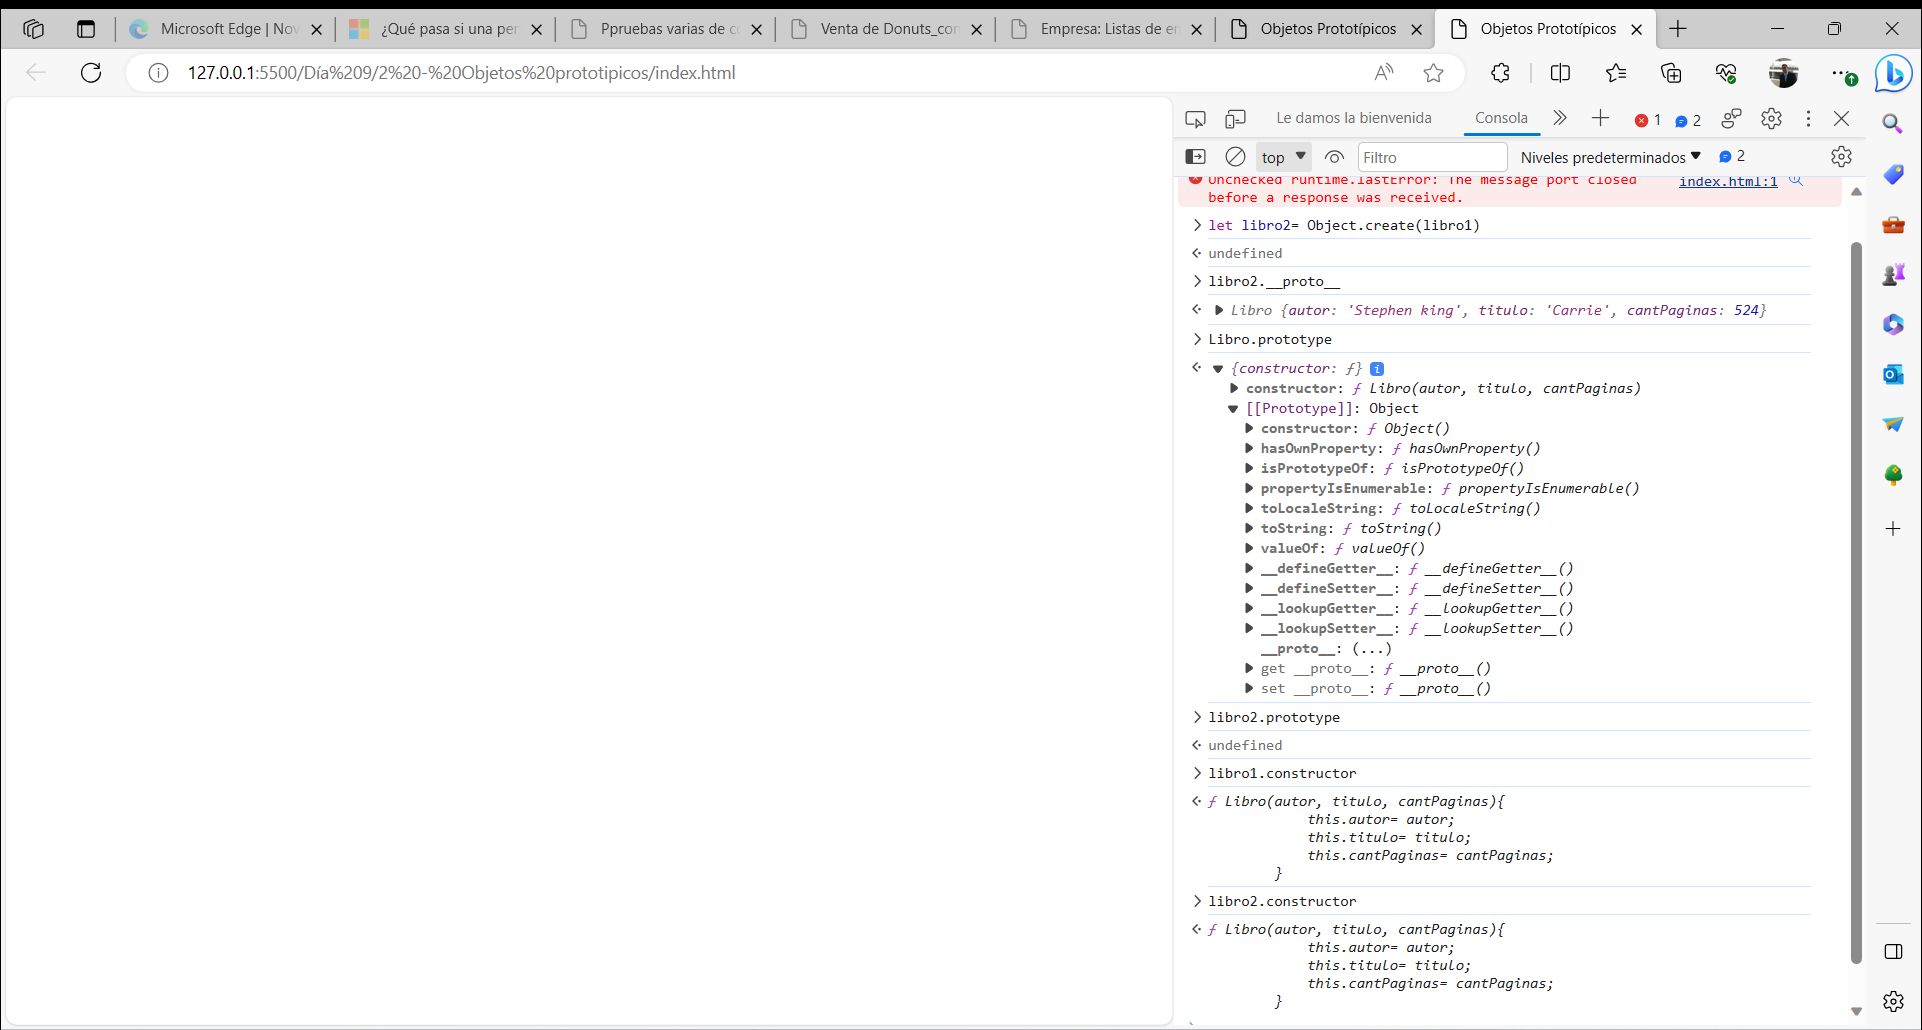 Microsoft Edge | Nov
¿Qué pasa si una per
Ppruebas varias de c
Venta de Donuts_con
Empresa: Listas de em
Objetos Prototípicos
Objetos Prototípicos
127.0.0.1:5500/Día%209/2%20-%20Objetos%20prototipicos/index.html
Le damos la bienvenida
Consola
1
2
top
Filtro
Niveles predeterminados
2
Unchecked runtime.lastError: The message port closed
index.html:1
before a response was received.
let libro2= Object.create(libro1)
undefined
libro2.__proto__
Libro {autor: 'Stephen king', titulo: 'Carrie', cantPaginas: 524}
Libro.prototype
{constructor: ƒ}
constructor: ƒ Libro(autor, titulo, cantPaginas)
[[Prototype]]: Object
constructor: ƒ Object()
hasOwnProperty: ƒ hasOwnProperty()
isPrototypeOf: ƒ isPrototypeOf()
propertyIsEnumerable: ƒ propertyIsEnumerable()
toLocaleString: ƒ toLocaleString()
toString: ƒ toString()
valueOf: ƒ valueOf()
__defineGetter__: ƒ __defineGetter__()
__defineSetter__: ƒ __defineSetter__()
__lookupGetter__: ƒ __lookupGetter__()
__lookupSetter__: ƒ __lookupSetter__()
__proto__: (...)
get __proto__: ƒ __proto__()
set __proto__: ƒ __proto__()
libro2.prototype
undefined
libro1.constructor
ƒ Libro(autor, titulo, cantPaginas){
this.autor= autor;
this.titulo= titulo;
this.cantPaginas= cantPaginas;
}
libro2.constructor
ƒ Libro(autor, titulo, cantPaginas){
this.autor= autor;
this.titulo= titulo;
this.cantPaginas= cantPaginas;
}